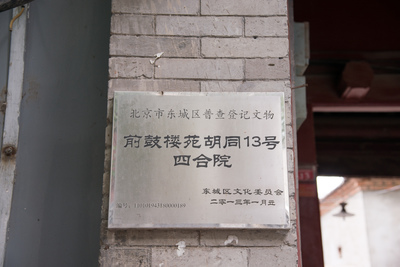 北京市东城区普查登记文物
前鼓楼苑胡同13号
四合院
东城区文化委员会
二零一三年一月立